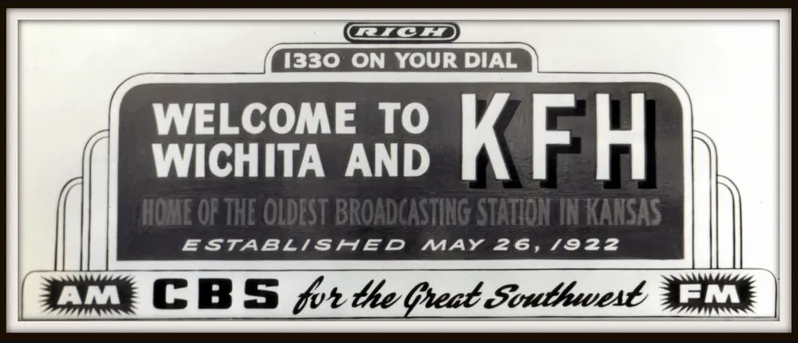 RICH
1330 ON YOUR DIAL
WELCOME TO
WICHITA AND
KFH
HOME OF THE OLDEST BROADCASTING STATION IN KANSAS
ESTABLISHED MAY 26, 1922
AM CBS for the Great Southwest FM